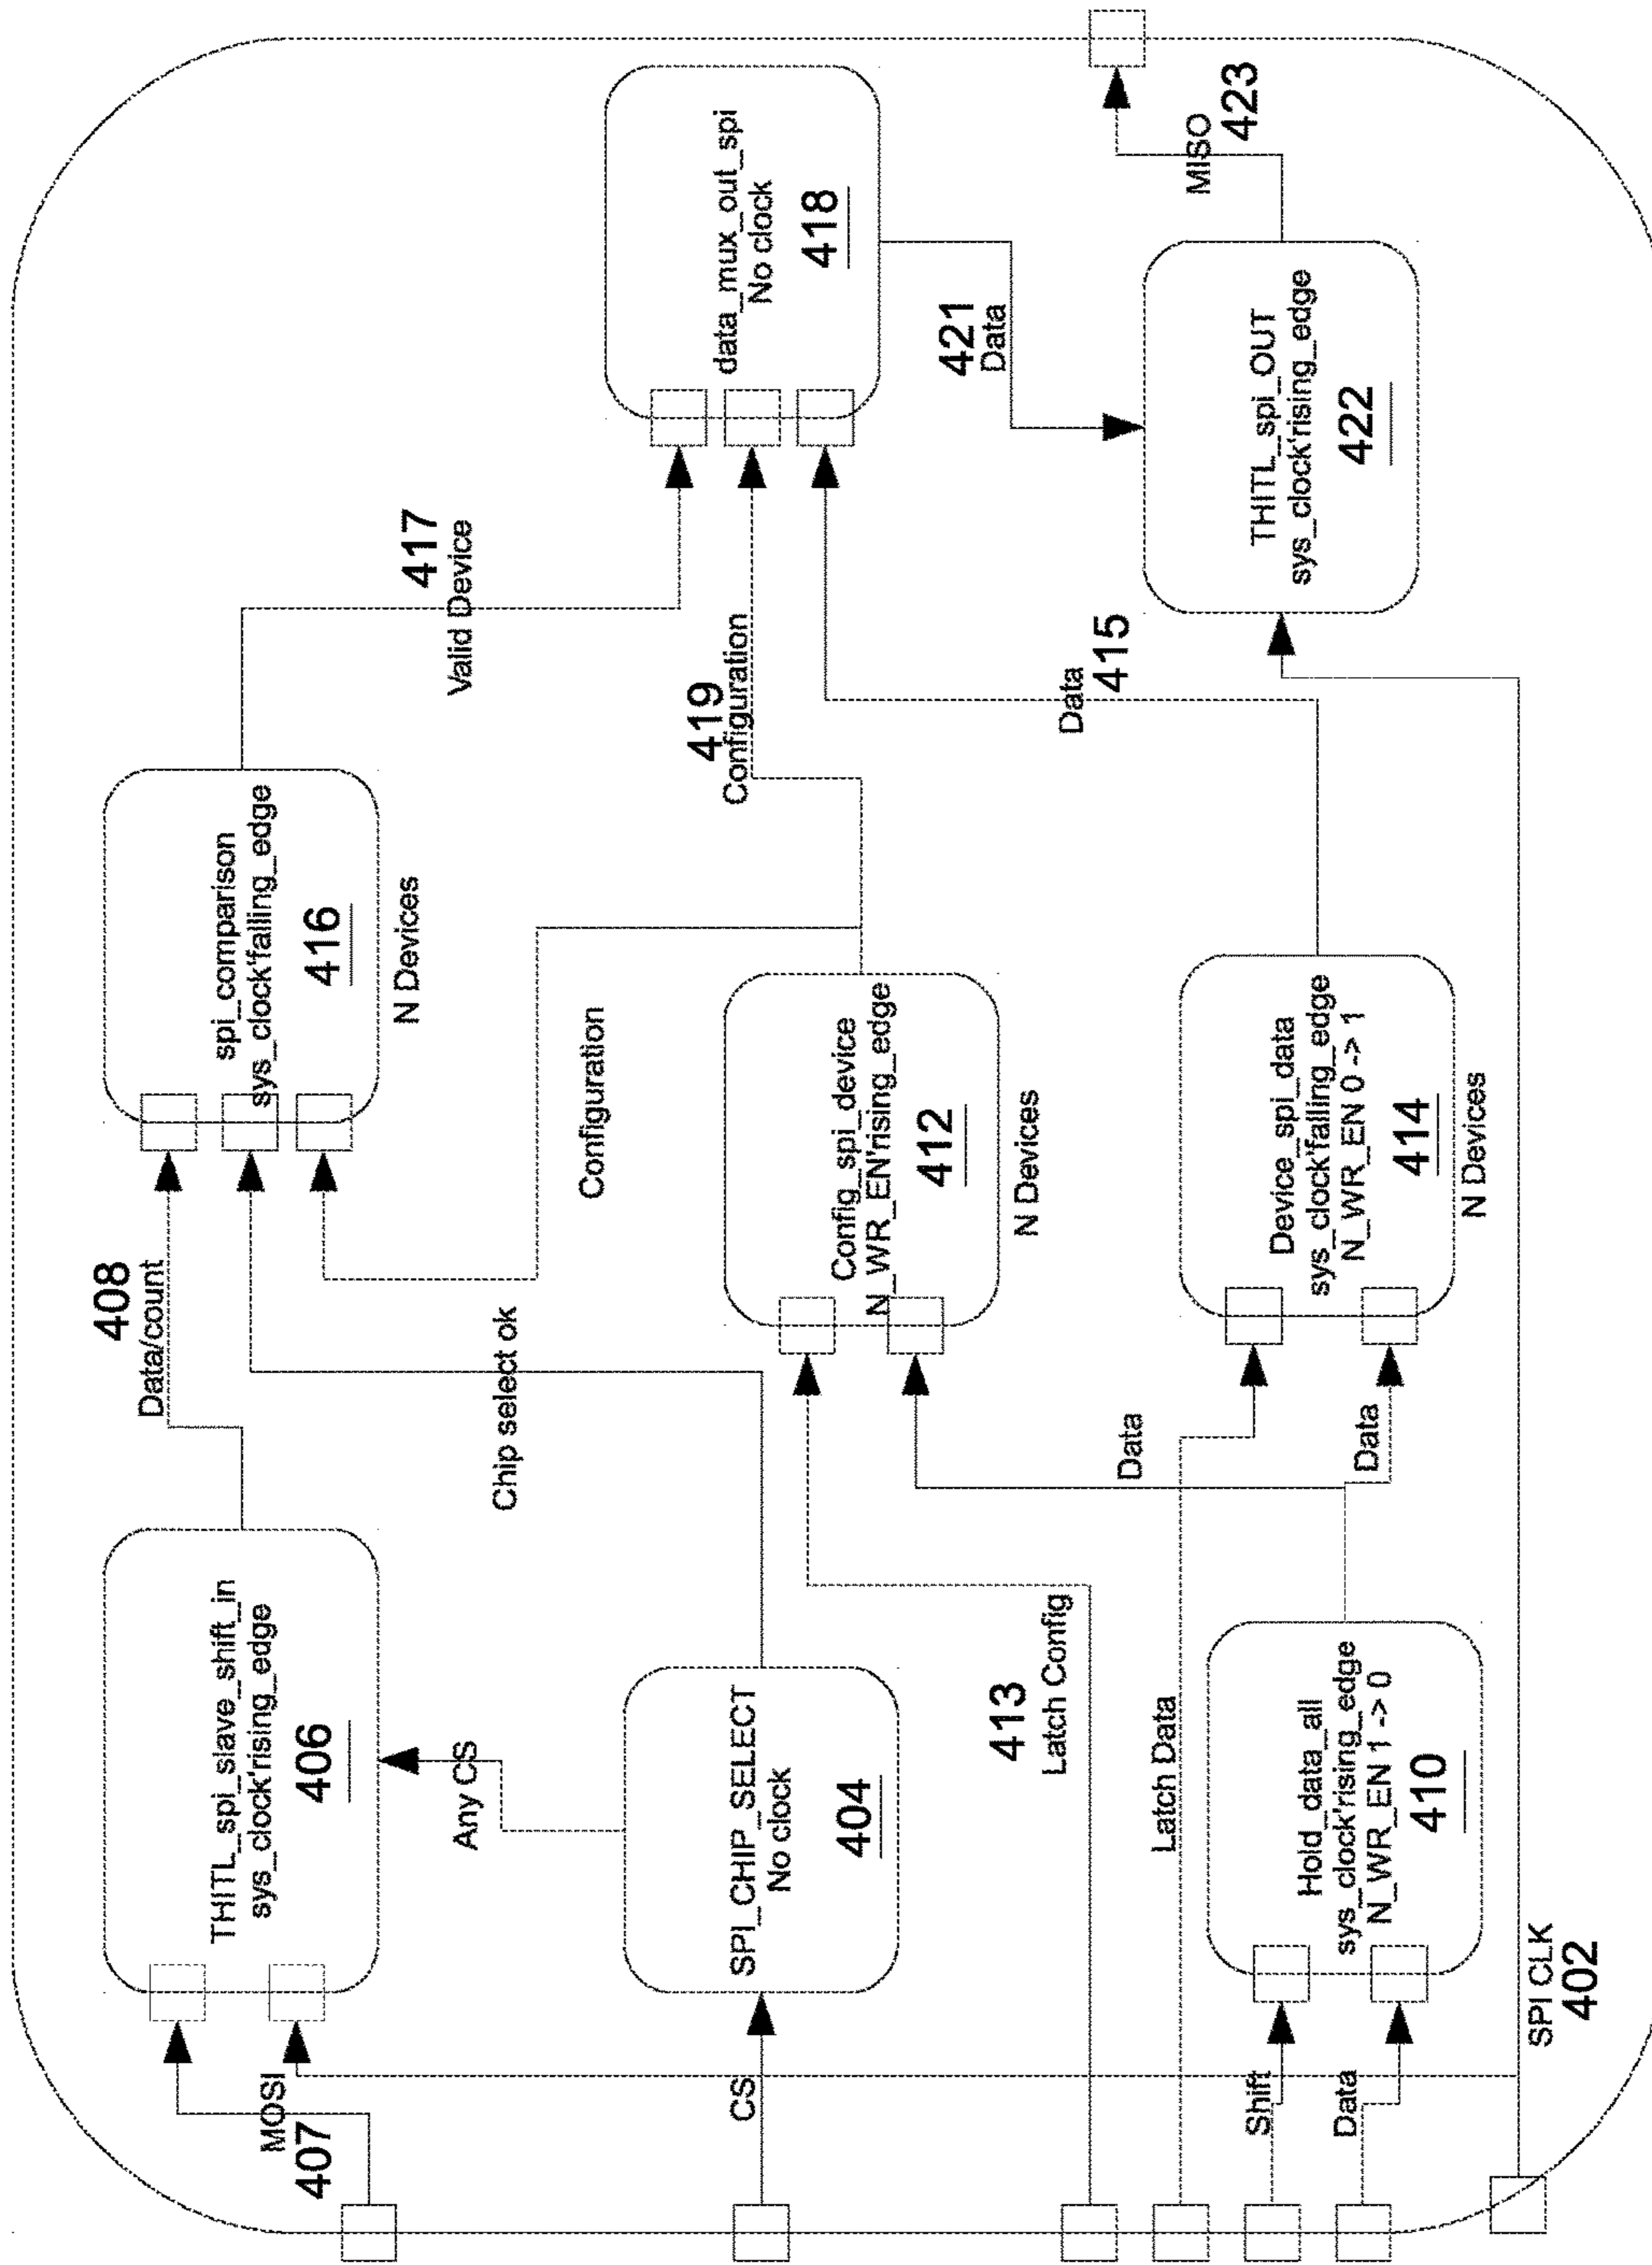 THITL_spi_slave_shift_in
sys_clock'rising_edge
406
MOSI
407
Data/count
408
spi_comparison
sys_clock'falling_edge
416
N Devices
Valid Device
417
Any CS
Chip select ok
Configuration
CS
SPI_CHIP_SELECT
No clock
404
Config_spi_device
N_WR_EN'rising_edge
412
N Devices
419
Configuration
data_mux_out_spi
No clock
418
413
Latch Config
Latch Data
Data
421
Data
Data
415
Shift
Data
Hold_data_all
sys_clock'rising_edge
N_WR_EN 1 -> 0
410
Data
Device_spi_data
sys_clock'falling_edge
N_WR_EN 0 -> 1
414
N Devices
THITL_spi_OUT
sys_clock'rising_edge
422
MISO
423
SPI CLK
402